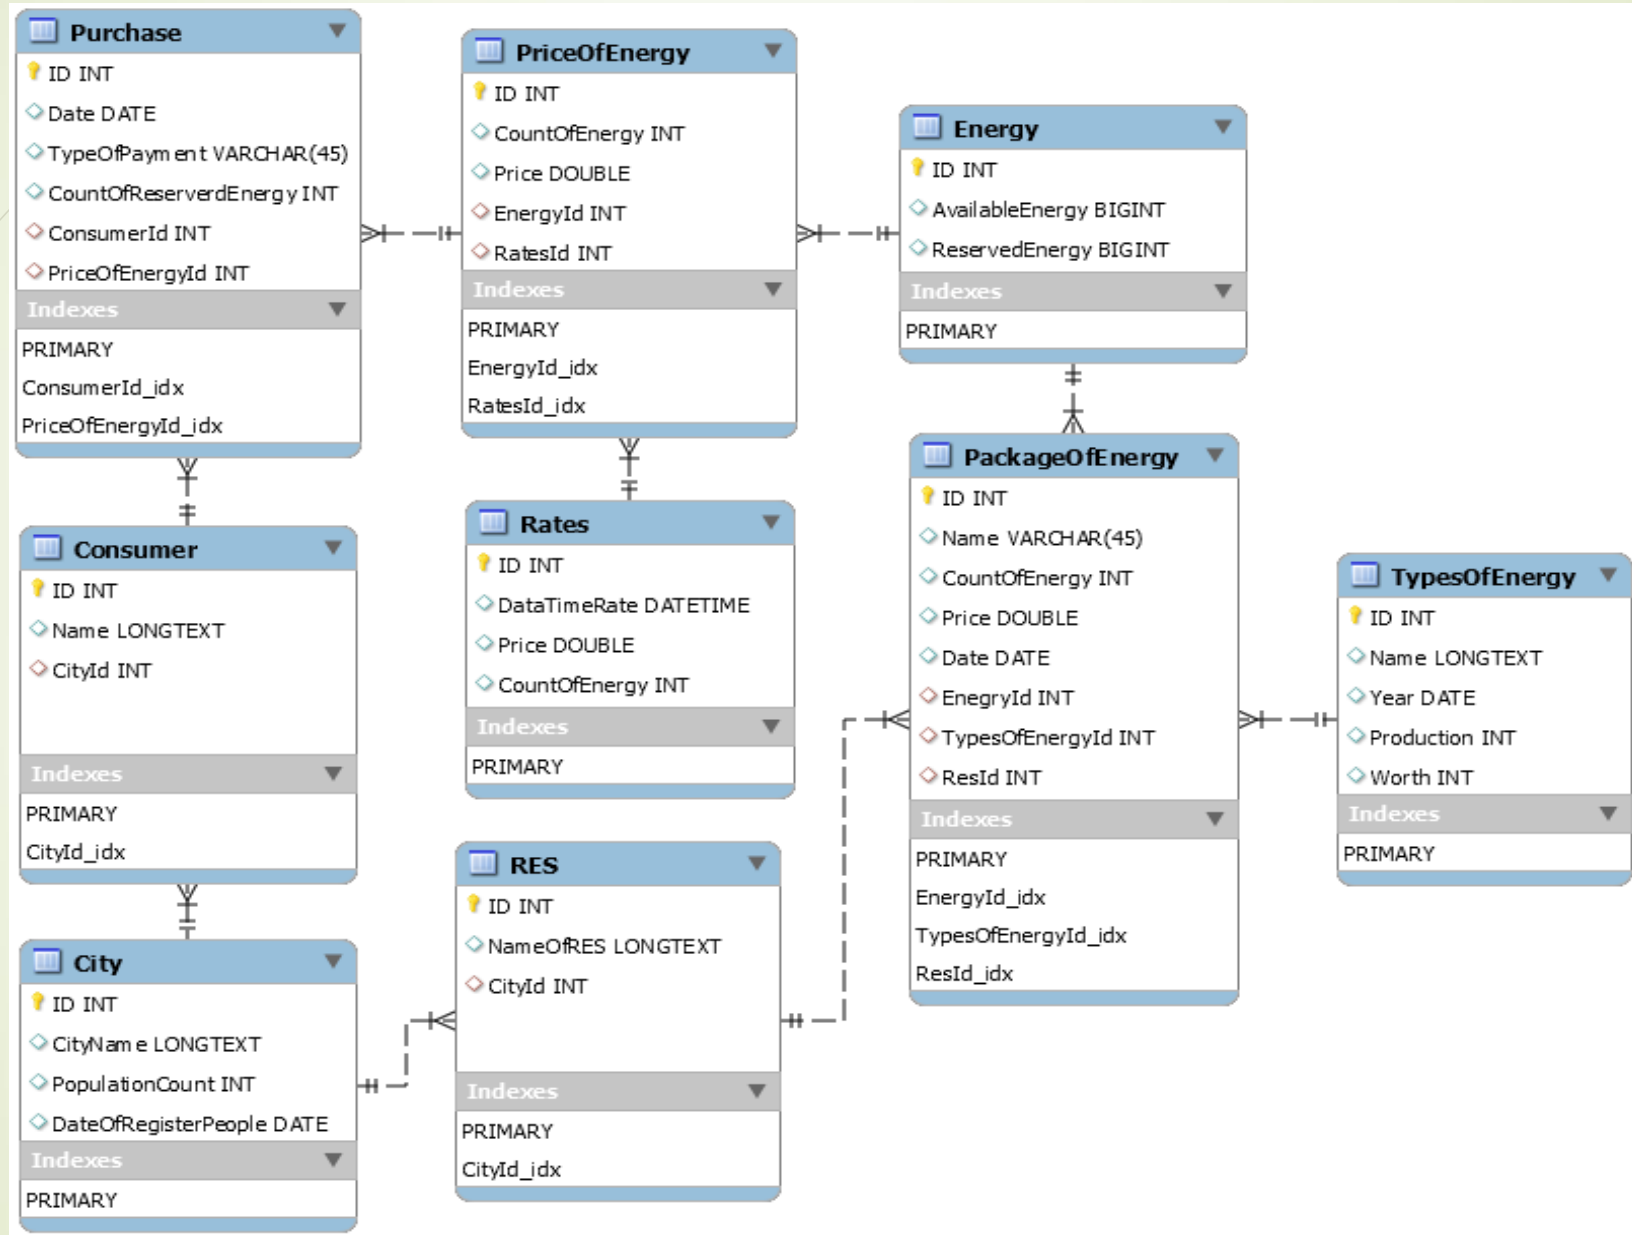 Purchase
ID INT
Date DATE
TypeOfPayment VARCHAR(45)
CountOfReserverdEnergy INT
ConsumerId INT
PriceOfEnergyId INT
Indexes
PRIMARY
ConsumerId_idx
PriceOfEnergyId_idx
PriceOfEnergy
ID INT
CountOfEnergy INT
Price DOUBLE
EnergyId INT
RatesId INT
Indexes
PRIMARY
EnergyId_idx
RatesId_idx
Energy
ID INT
AvailableEnergy BIGINT
ReservedEnergy BIGINT
Indexes
PRIMARY
Consumer
ID INT
Name LONGTEXT
CityId INT
Indexes
PRIMARY
CityId_idx
Rates
ID INT
DataTimeRate DATETIME
Price DOUBLE
CountOfEnergy INT
Indexes
PRIMARY
PackageOfEnergy
ID INT
Name VARCHAR(45)
CountOfEnergy INT
Price DOUBLE
Date DATE
EnegryId INT
TypesOfEnergyId INT
ResId INT
Indexes
PRIMARY
EnergyId_idx
TypesOfEnergyId_idx
ResId_idx
TypesOfEnergy
ID INT
Name LONGTEXT
Year DATE
Production INT
Worth INT
Indexes
PRIMARY
City
ID INT
CityName LONGTEXT
PopulationCount INT
DateOfRegisterPeople DATE
Indexes
PRIMARY
RES
ID INT
NameOfRES LONGTEXT
CityId INT
Indexes
PRIMARY
CityId_idx